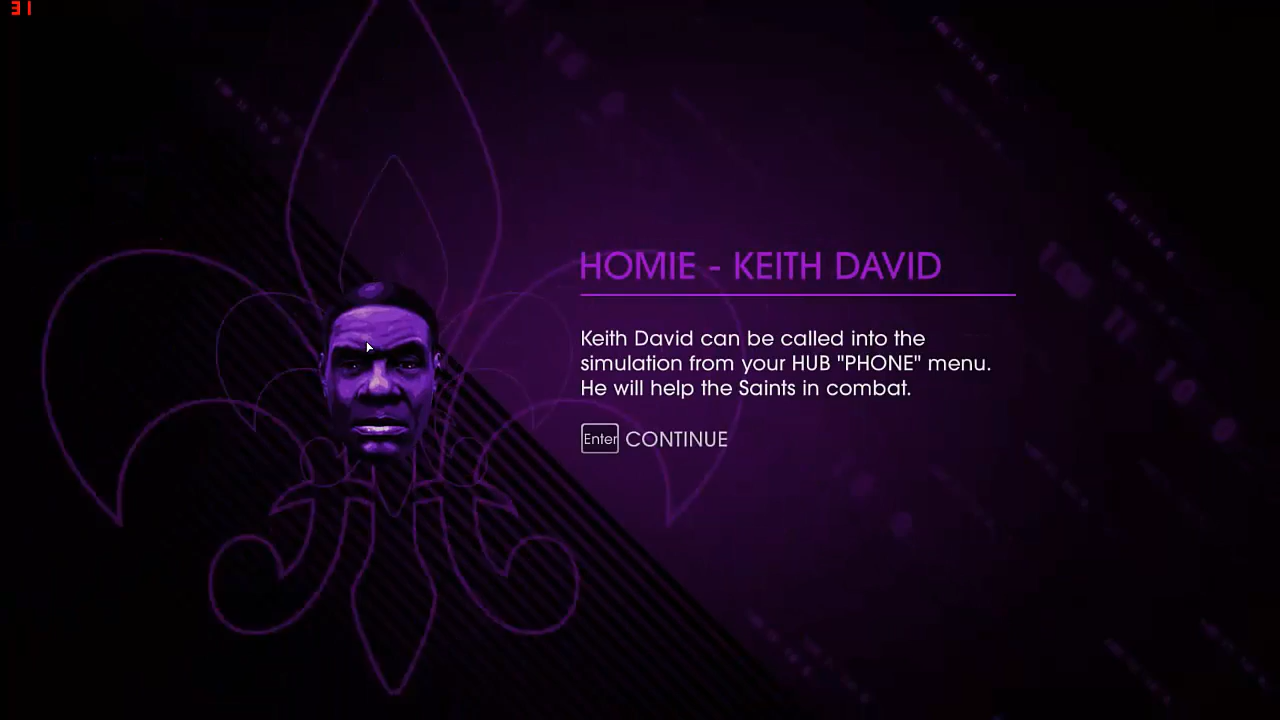 31
HOMIE - KEITH DAVID
Keith David can be called into the
simulation from your HUB "PHONE" menu.
He will help the Saints in combat.
Enter CONTINUE